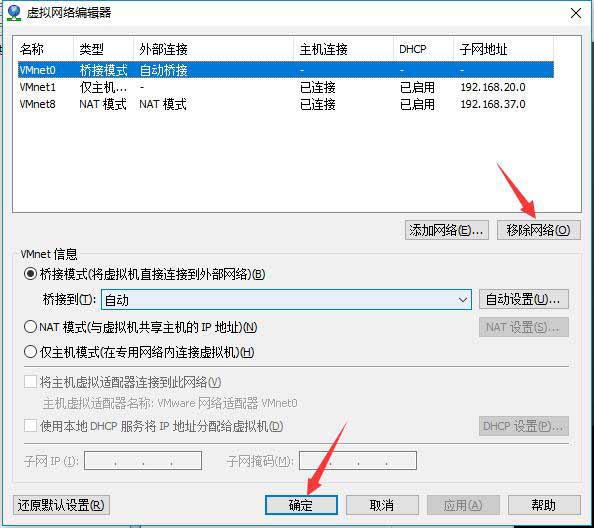 虚拟网络编辑器
名称 类型 外部连接 主机连接 DHCP 子网地址
VMnet0 桥接模式 自动桥接 - - -
VMnet1 仅主机... - 已连接 已启用 192.168.20.0
VMnet8 NAT 模式 NAT 模式 已连接 已启用 192.168.37.0
添加网络(E)... 移除网络(O)
VMnet 信息
桥接模式(将虚拟机直接连接到外部网络)(B)
桥接到(T): 自动 自动设置(U)...
NAT 模式(与虚拟机共享主机的 IP 地址)(N) NAT 设置(S)...
仅主机模式(在专用网络内连接虚拟机)(H)
将主机虚拟适配器连接到此网络(V)
主机虚拟适配器名称: VMware 网络适配器 VMnet0
使用本地 DHCP 服务将 IP 地址分配给虚拟机(D) DHCP 设置(P)...
子网 IP (I): . . . 子网掩码(M): . . .
还原默认设置(R) 确定 取消 应用(A) 帮助